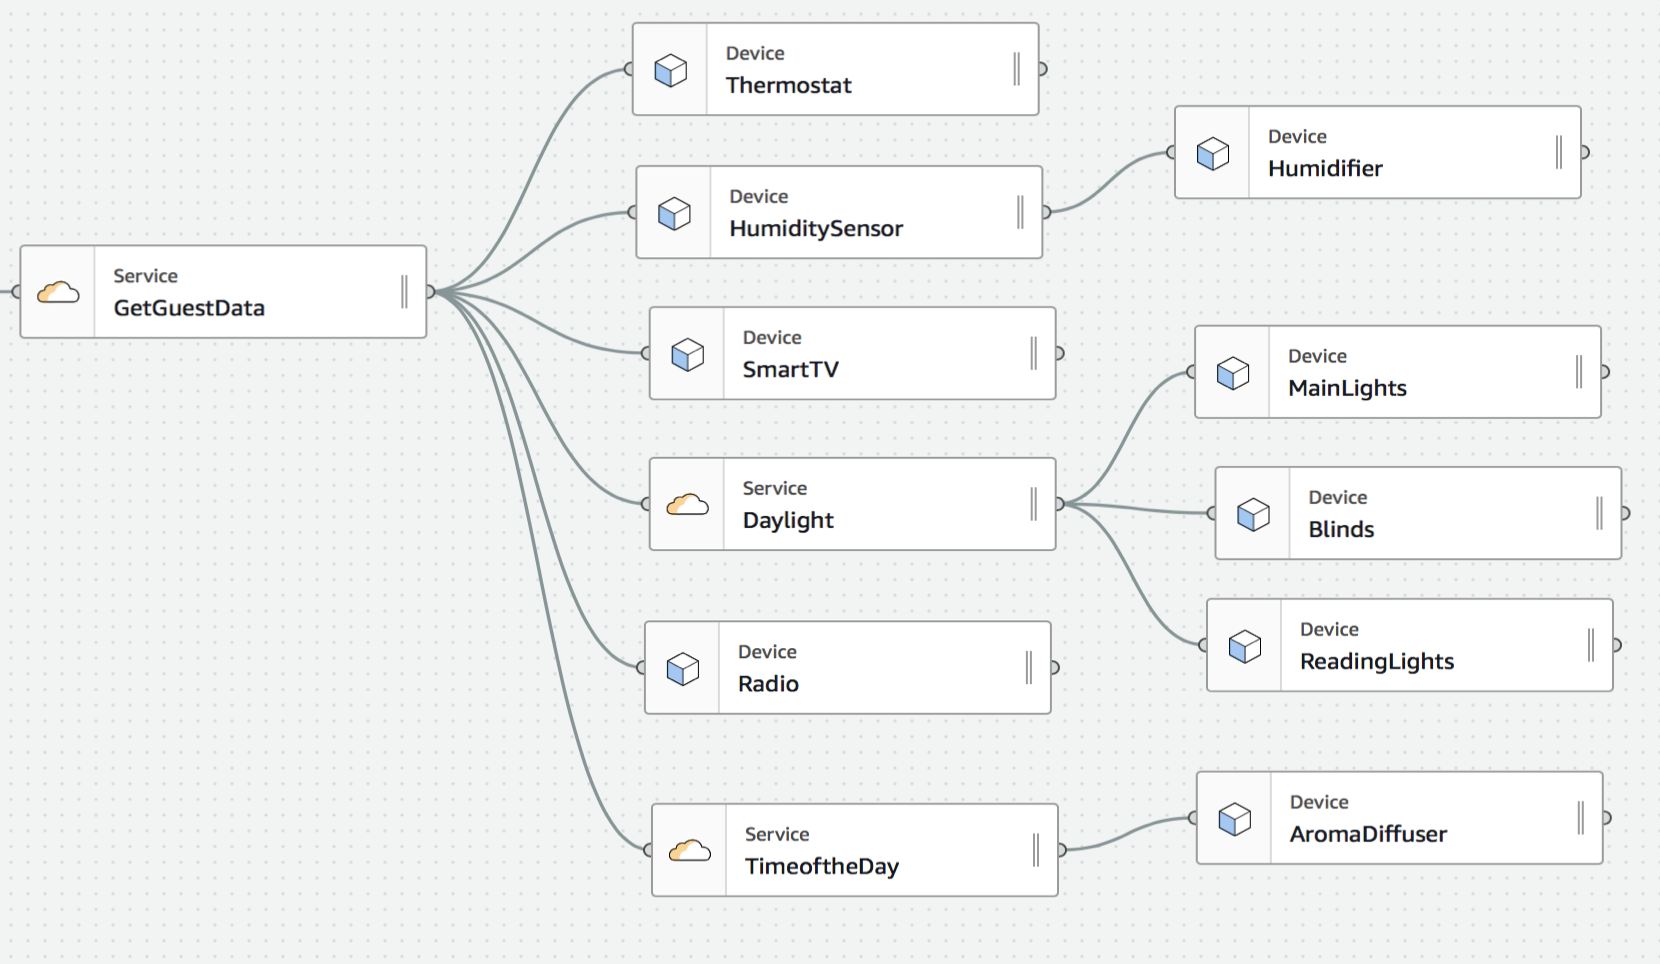 Service
GetGuestData
Device
Thermostat
Device
HumiditySensor
Device
SmartTV
Service
Daylight
Device
Radio
Service
TimeoftheDay
Device
Humidifier
Device
MainLights
Device
Blinds
Device
ReadingLights
Device
AromaDiffuser